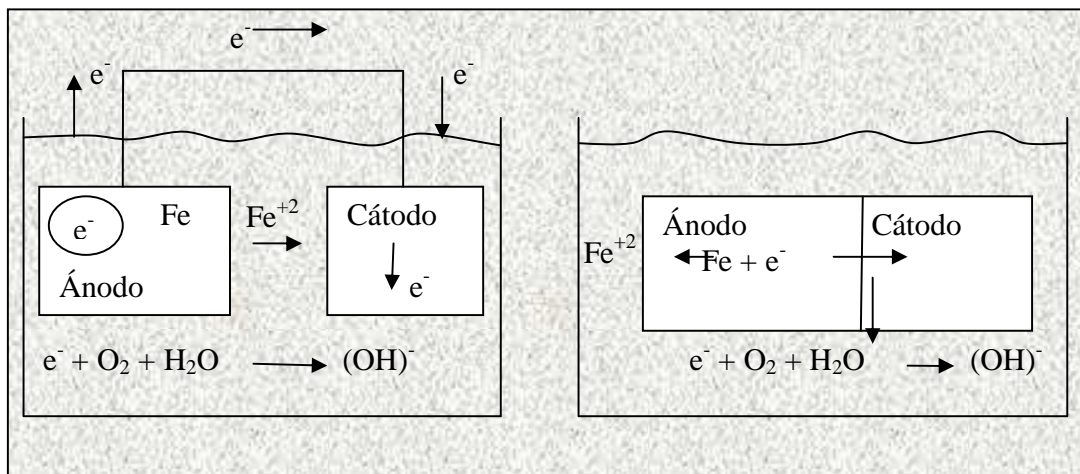 e⁻
e⁻
e⁻
e⁻
Fe
Ánodo
Fe⁺²
Cátodo
e⁻
e⁻ + O₂ + H₂O
(OH)⁻
Fe⁺²
Ánodo
Fe + e⁻
Cátodo
e⁻ + O₂ + H₂O
(OH)⁻